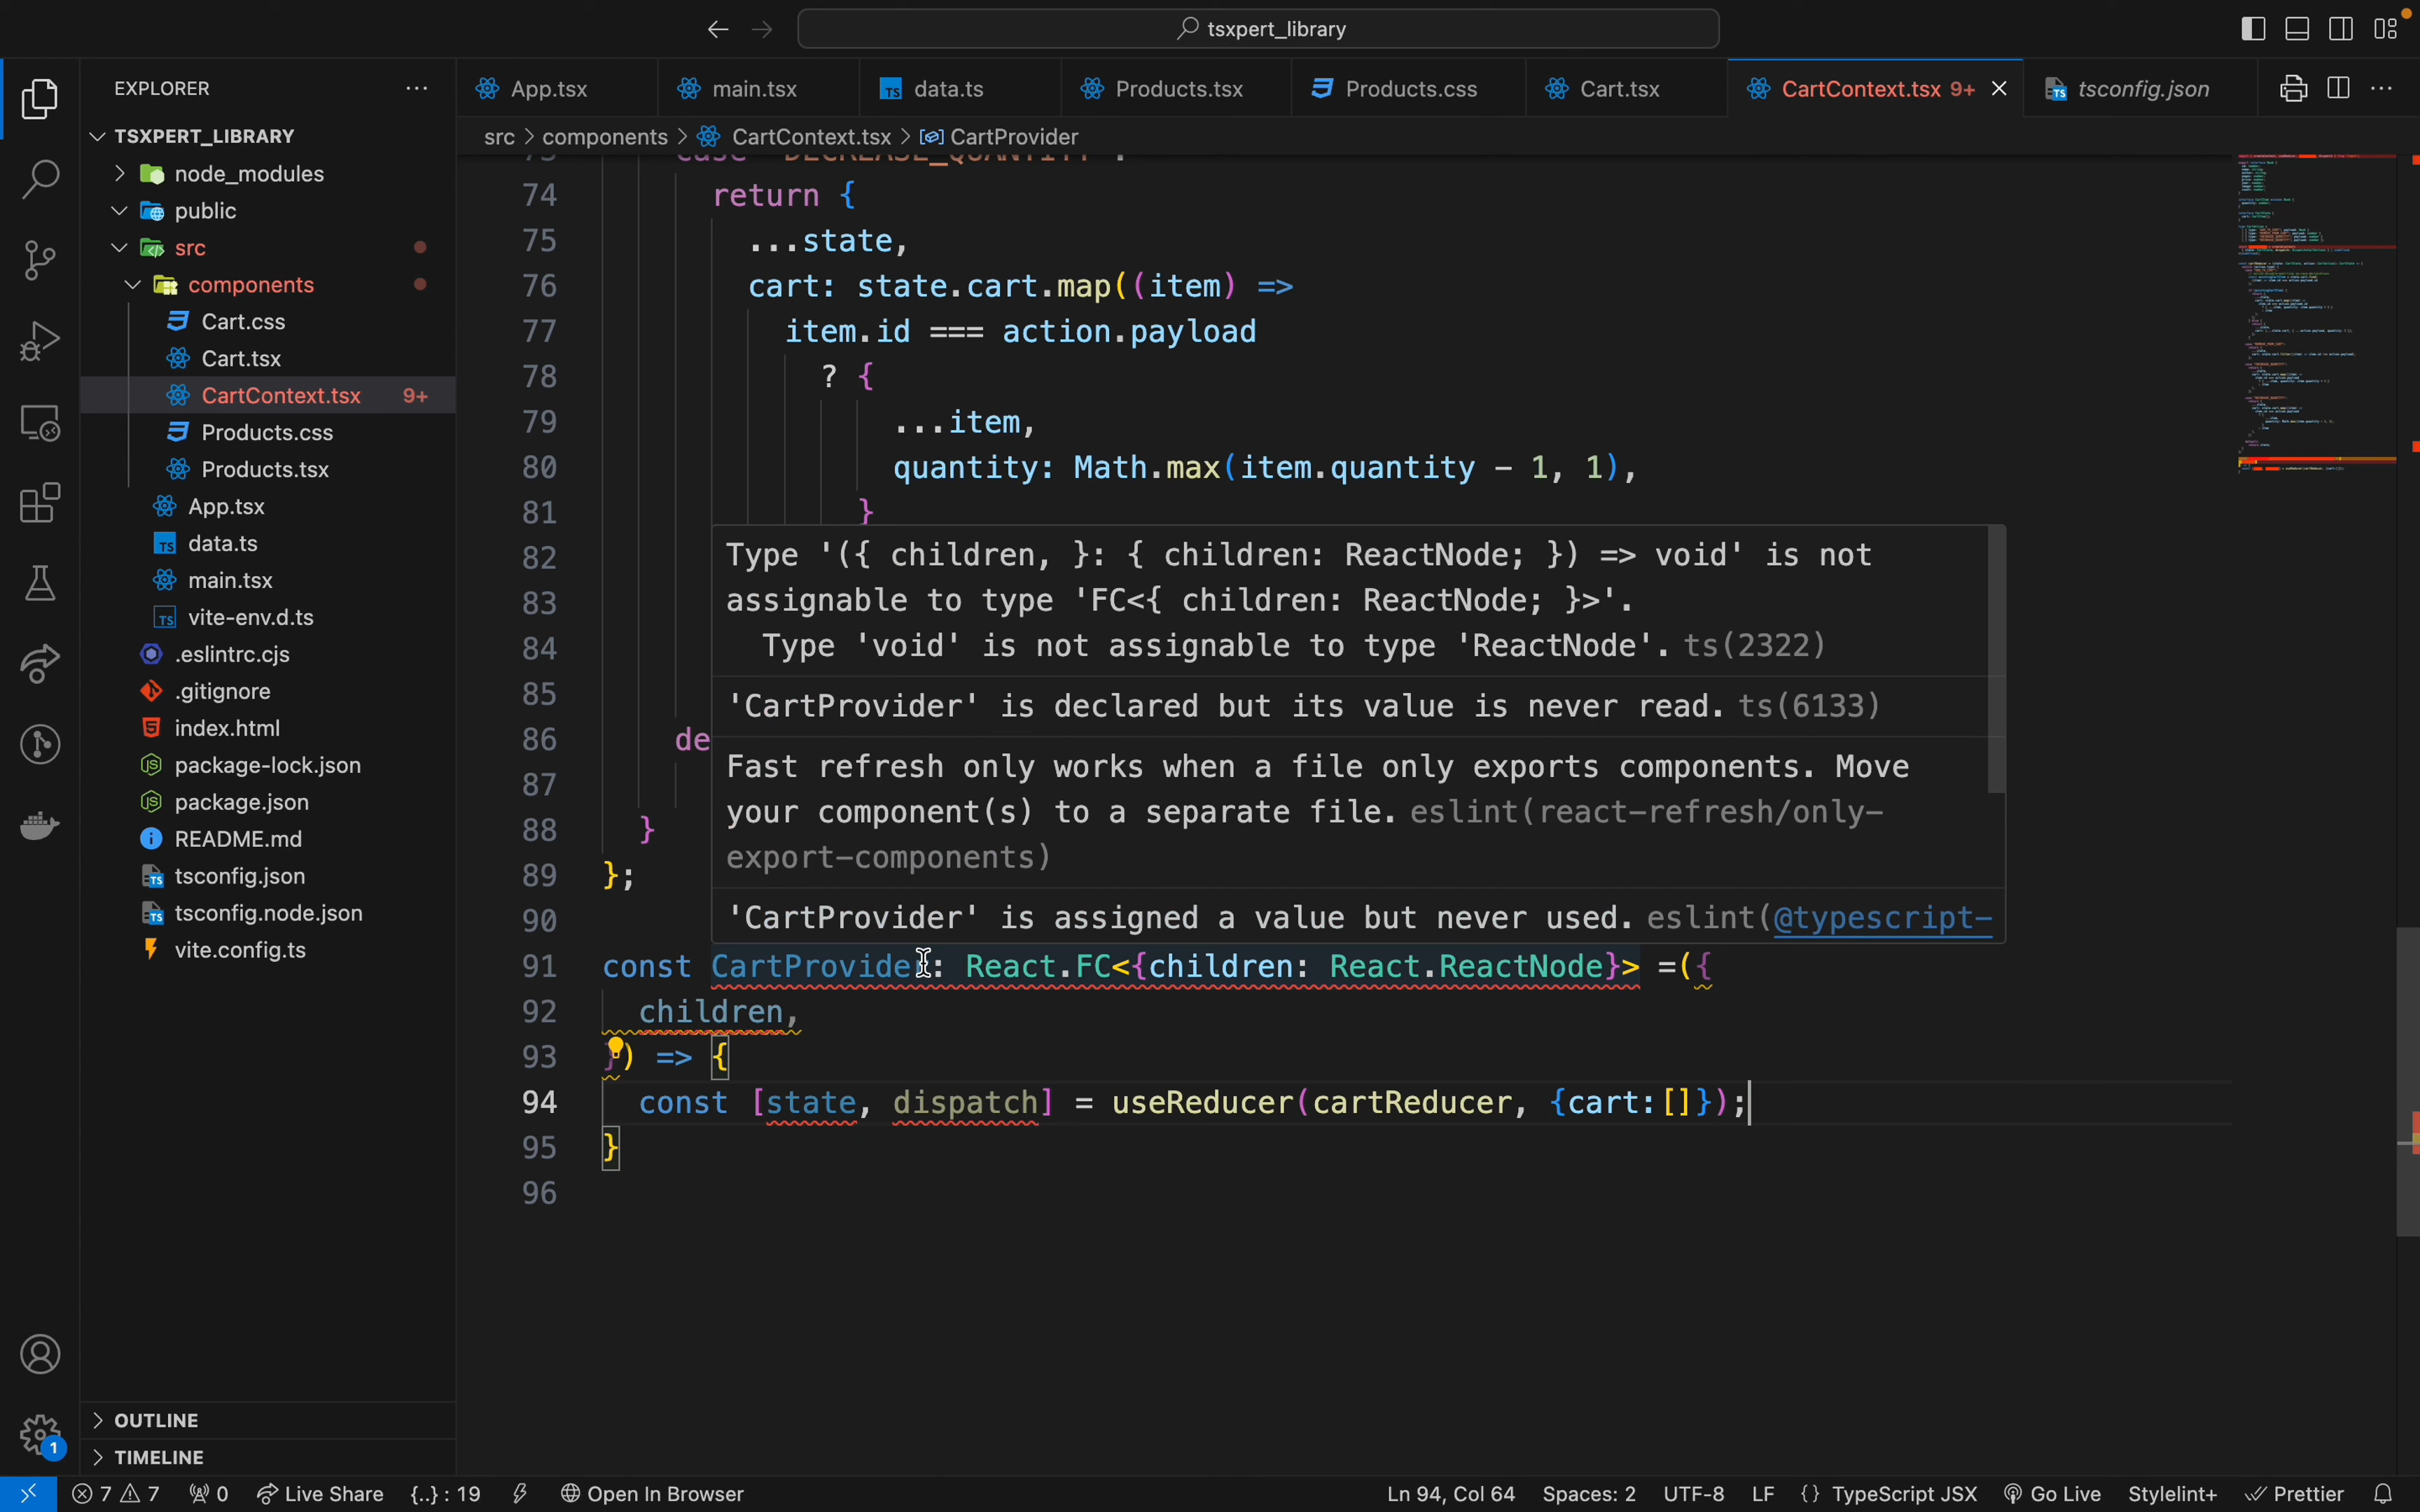 tsxpert_library
EXPLORER
App.tsx
main.tsx
data.ts
Products.tsx
Products.css
Cart.tsx
CartContext.tsx 9+
tsconfig.json
src > components > CartContext.tsx > CartProvider
TSXPERT_LIBRARY
node_modules
public
src
components
Cart.css
Cart.tsx
CartContext.tsx 9+
Products.css
Products.tsx
App.tsx
data.ts
main.tsx
vite-env.d.ts
.eslintrc.cjs
.gitignore
index.html
package-lock.json
package.json
README.md
tsconfig.json
tsconfig.node.json
vite.config.ts
OUTLINE
TIMELINE
1
74 return {
75 ...state,
76 cart: state.cart.map((item) =>
77 item.id === action.payload
78 ? {
79 ...item,
80 quantity: Math.max(item.quantity - 1, 1),
81 }
82
83
84
85
86 de
87
88 }
89 };
90
Type '({ children, }: { children: ReactNode; }) => void' is not
assignable to type 'FC<{ children: ReactNode; }>'.
Type 'void' is not assignable to type 'ReactNode'. ts(2322)
'CartProvider' is declared but its value is never read. ts(6133)
Fast refresh only works when a file only exports components. Move
your component(s) to a separate file. eslint(react-refresh/only-
export-components)
'CartProvider' is assigned a value but never used. eslint(@typescript-
91 const CartProvider: React.FC<{children: React.ReactNode}> =({
92 children,
93 }) => {
94 const [state, dispatch] = useReducer(cartReducer, {cart:[]});
95 }
96
7 7 0 Live Share {..} : 19 Open In Browser Ln 94, Col 64 Spaces: 2 UTF-8 LF {} TypeScript JSX Go Live Stylelint+ Prettier